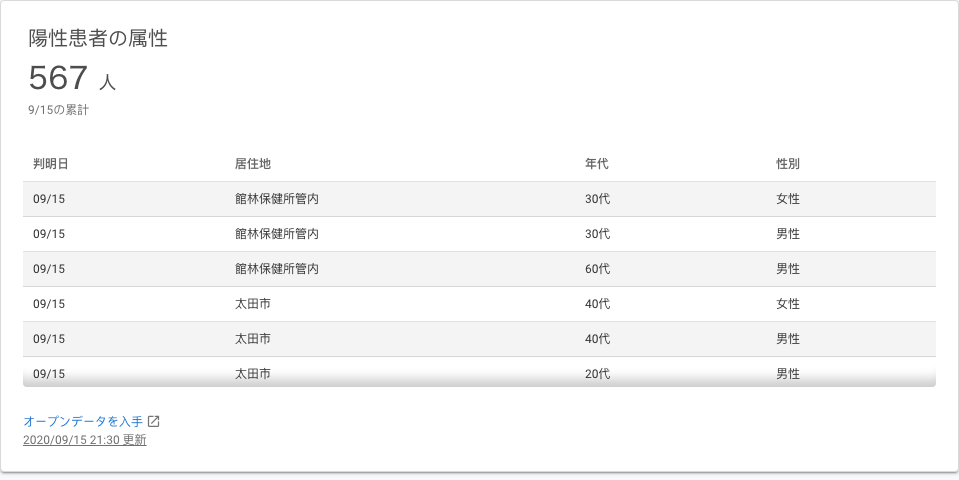 陽性患者の属性
567 人
9/15の累計
判明日 居住地 年代 性別
09/15 館林保健所管内 30代 女性
09/15 館林保健所管内 30代 男性
09/15 館林保健所管内 60代 男性
09/15 太田市 40代 女性
09/15 太田市 40代 男性
09/15 太田市 20代 男性
オープンデータを入手
2020/09/15 21:30 更新